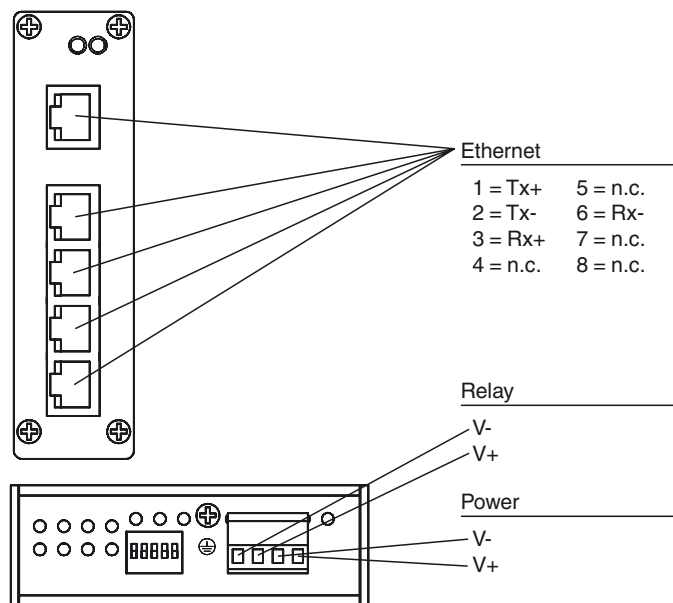 Ethernet
1 = Tx+ 5 = n.c.
2 = Tx- 6 = Rx-
3 = Rx+ 7 = n.c.
4 = n.c. 8 = n.c.
Relay
V-
V+
Power
V-
V+